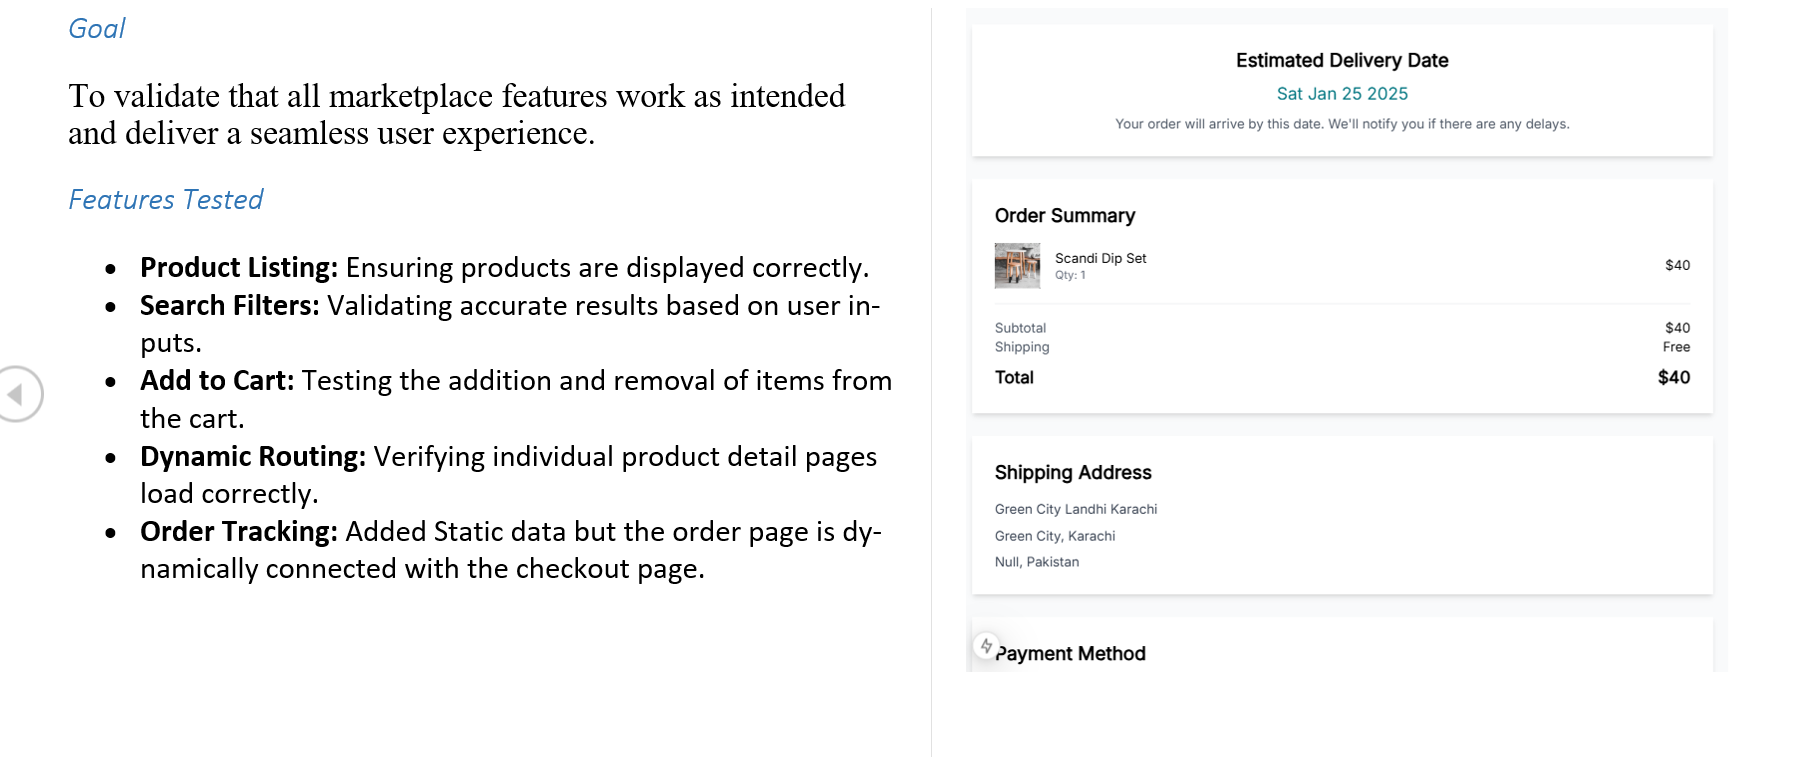 Goal
To validate that all marketplace features work as intended
and deliver a seamless user experience.
Features Tested
• Product Listing: Ensuring products are displayed correctly.
• Search Filters: Validating accurate results based on user in-
puts.
• Add to Cart: Testing the addition and removal of items from
the cart.
• Dynamic Routing: Verifying individual product detail pages
load correctly.
• Order Tracking: Added Static data but the order page is dy-
namically connected with the checkout page.
Estimated Delivery Date
Sat Jan 25 2025
Your order will arrive by this date. We'll notify you if there are any delays.
Order Summary
Scandi Dip Set
Qty: 1
$40
Subtotal $40
Shipping Free
Total $40
Shipping Address
Green City Landhi Karachi
Green City, Karachi
Null, Pakistan
Payment Method